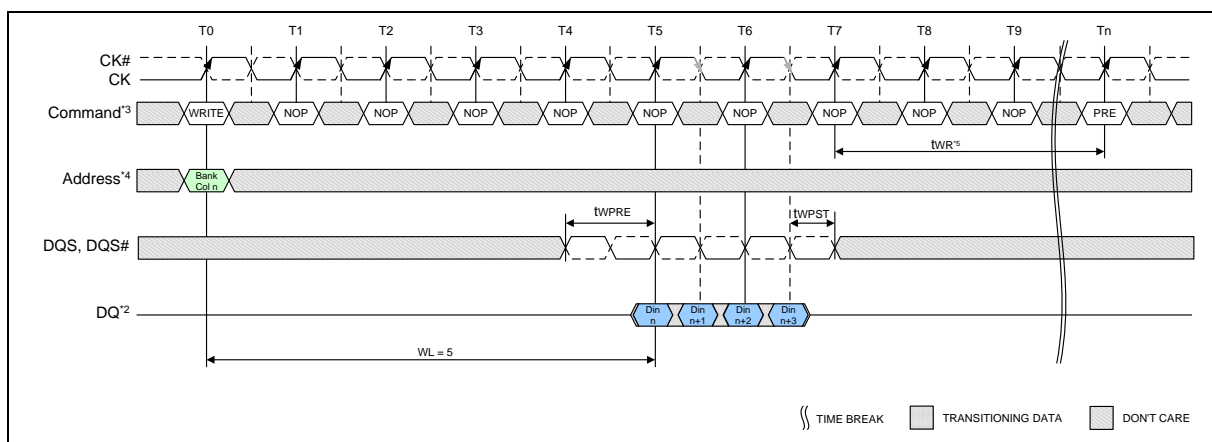 T0 T1 T2 T3 T4 T5 T6 T7 T8 T9 Tn
CK#
CK
Command*3 WRITE NOP NOP NOP NOP NOP NOP NOP NOP NOP PRE
tWR*5
Address*4 Bank
Col n
tWPRE tWPST
DQS, DQS#
DQ*2 Din
n Din
n+1 Din
n+2 Din
n+3
WL = 5
TIME BREAK TRANSITIONING DATA DON'T CARE